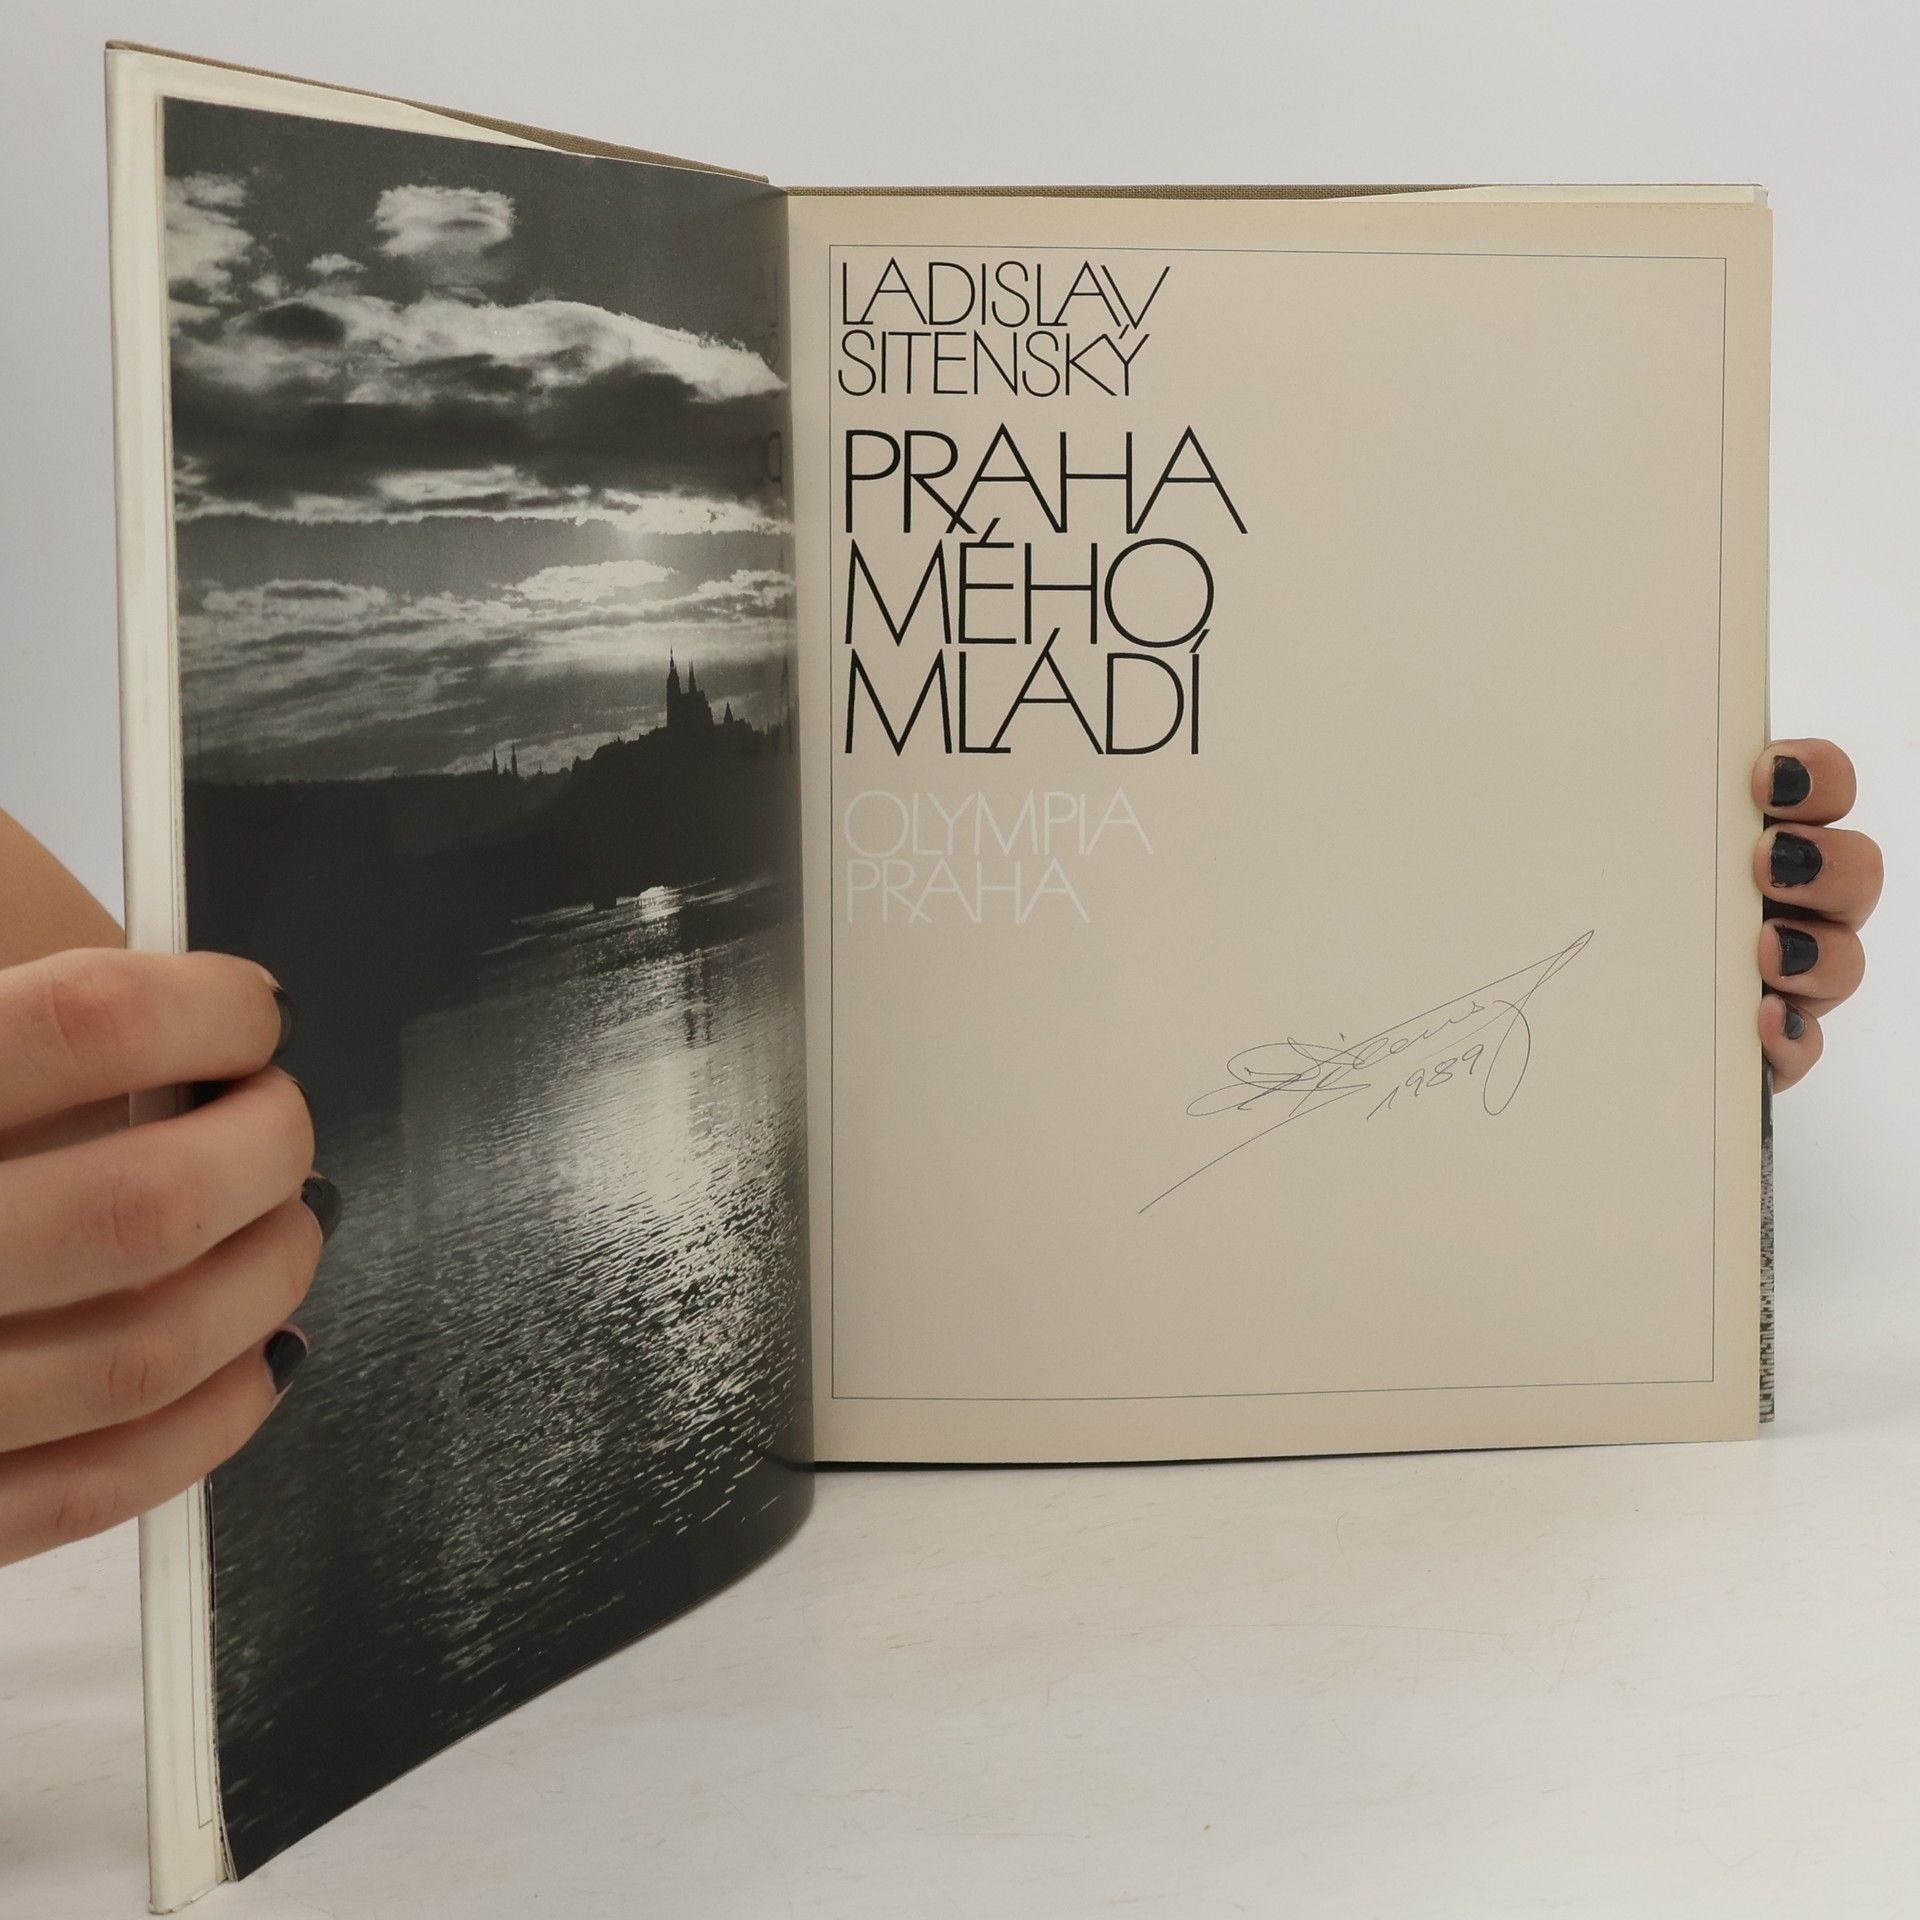 LADISLAV
SITENSKÝ
PRAHA
MÉHO
MLÁDÍ
OLYMPIA
PRAHA
1989